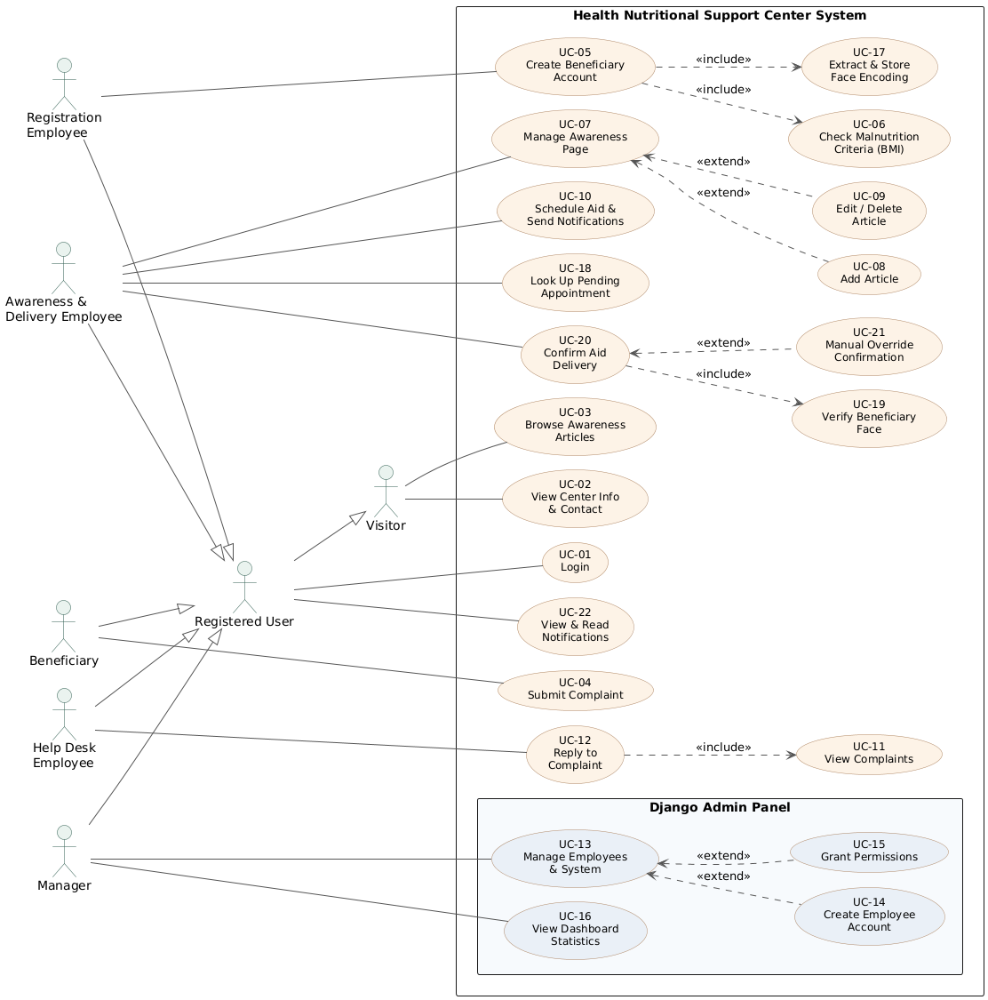 Health Nutritional Support Center System
Registration
Employee
Awareness &
Delivery Employee
Visitor
Registered User
Beneficiary
Help Desk
Employee
Manager
UC-05
Create Beneficiary
Account
«include»
UC-17
Extract & Store
Face Encoding
«include»
UC-06
Check Malnutrition
Criteria (BMI)
UC-07
Manage Awareness
Page
«extend»
UC-09
Edit / Delete
Article
«extend»
UC-08
Add Article
UC-10
Schedule Aid &
Send Notifications
UC-18
Look Up Pending
Appointment
UC-20
Confirm Aid
Delivery
«extend»
UC-21
Manual Override
Confirmation
«include»
UC-19
Verify Beneficiary
Face
UC-03
Browse Awareness
Articles
UC-02
View Center Info
& Contact
UC-01
Login
UC-22
View & Read
Notifications
UC-04
Submit Complaint
UC-12
Reply to
Complaint
«include»
UC-11
View Complaints
Django Admin Panel
UC-13
Manage Employees
& System
«extend»
UC-15
Grant Permissions
«extend»
UC-14
Create Employee
Account
UC-16
View Dashboard
Statistics